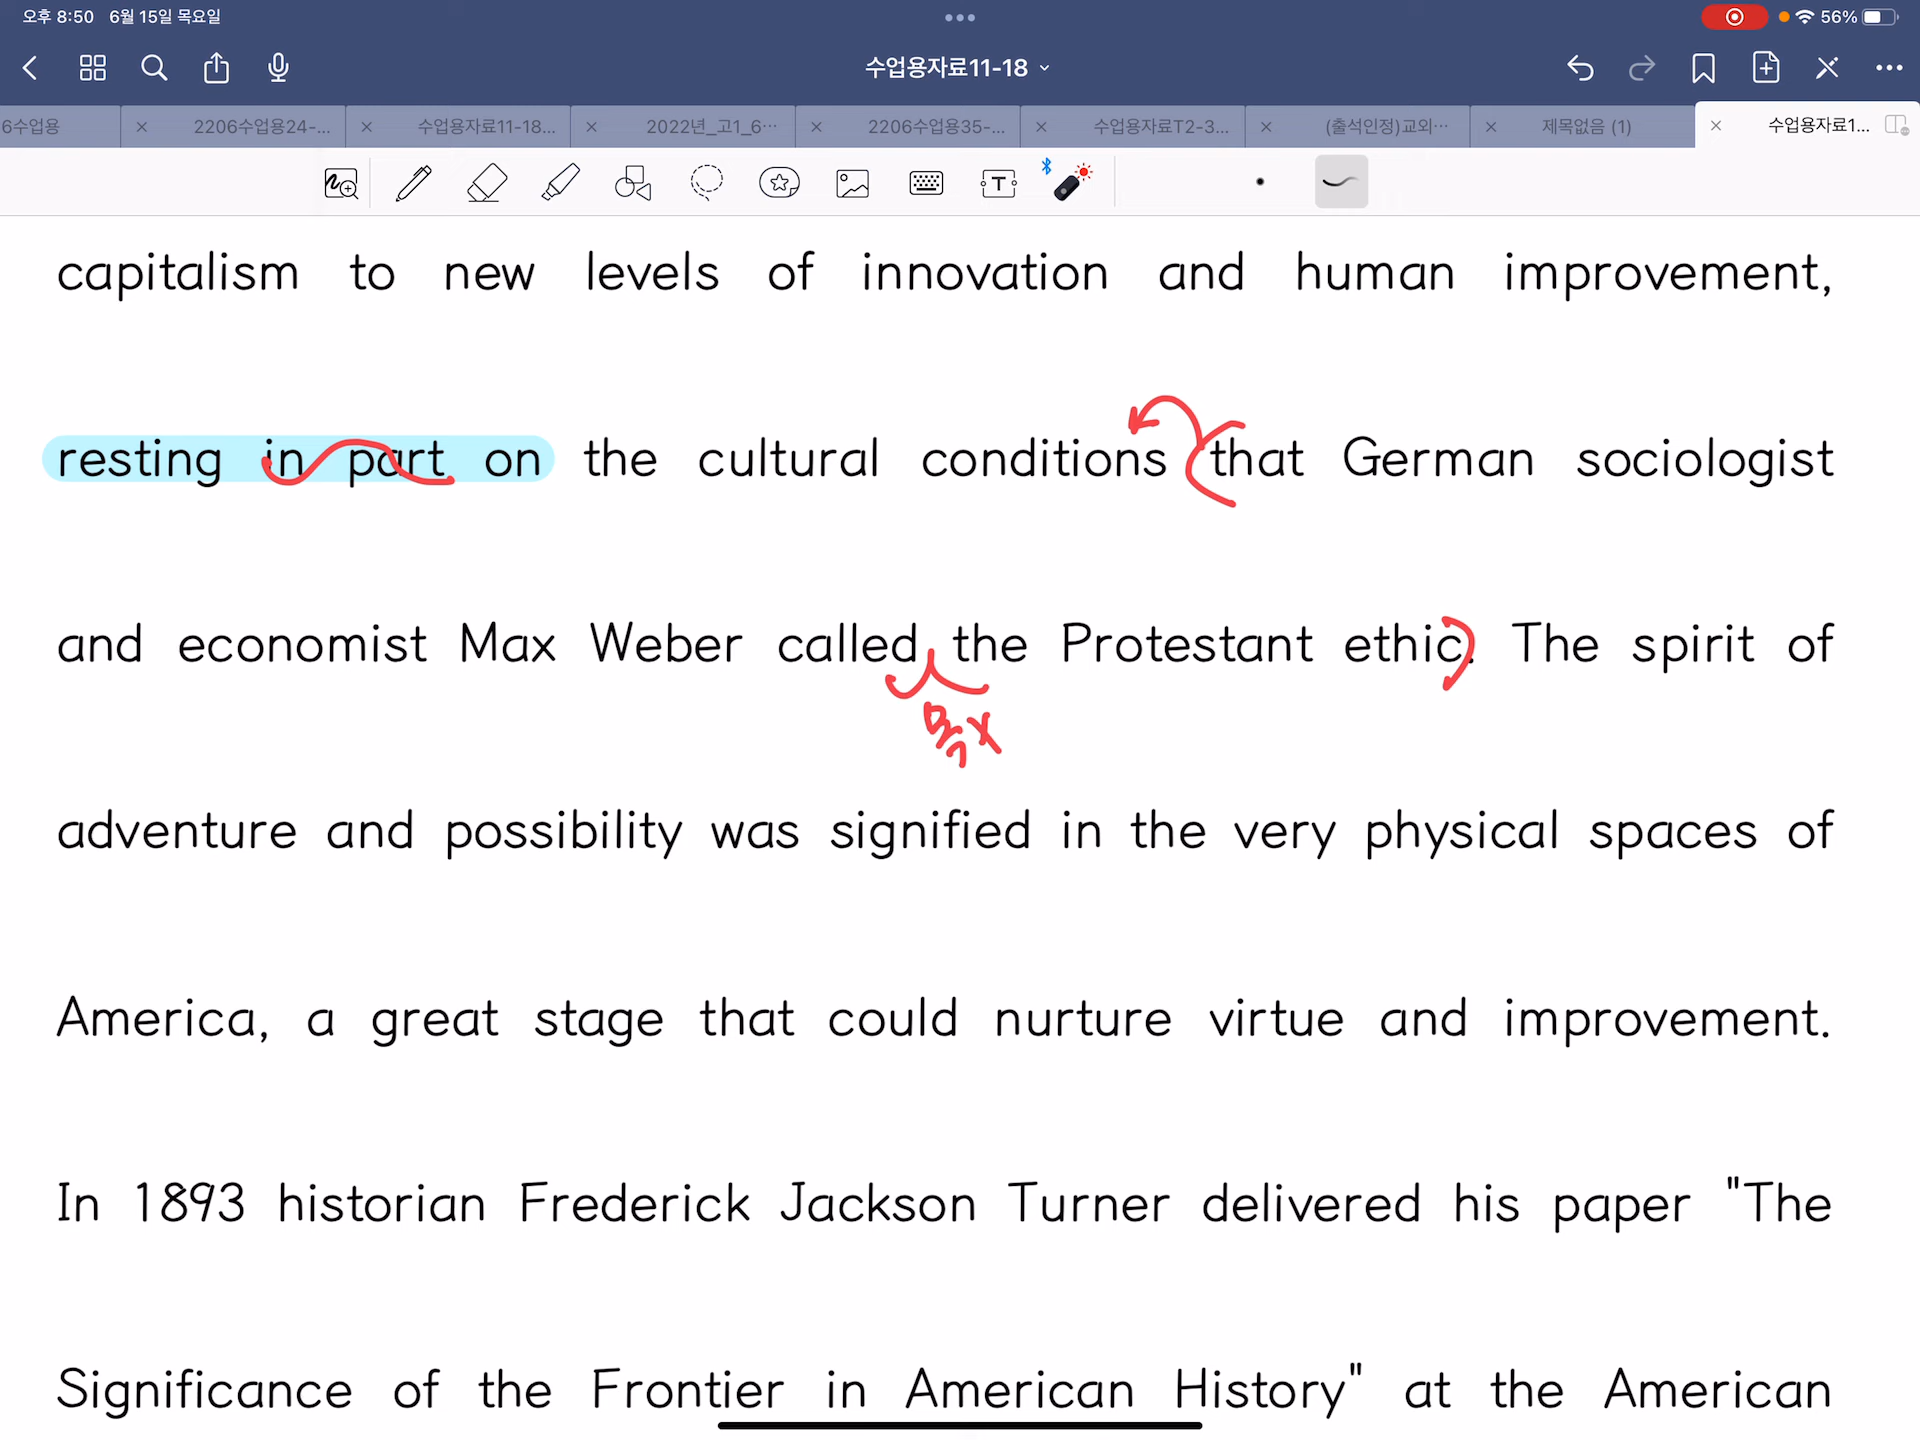 오후 8:50 6월 15일 목요일
56%
수업용자료11-18
6수업용
2206수업용24-...
수업용자료11-18...
2022년_고1_6...
2206수업용35-...
수업용자료T2-3...
(출석인정)교외...
제목없음 (1)
수업용자료1...
capitalism to new levels of innovation and human improvement,
resting in part on the cultural conditions that German sociologist
and economist Max Weber called the Protestant ethic. The spirit of
목X
adventure and possibility was signified in the very physical spaces of
America, a great stage that could nurture virtue and improvement.
In 1893 historian Frederick Jackson Turner delivered his paper "The
Significance of the Frontier in American History" at the American